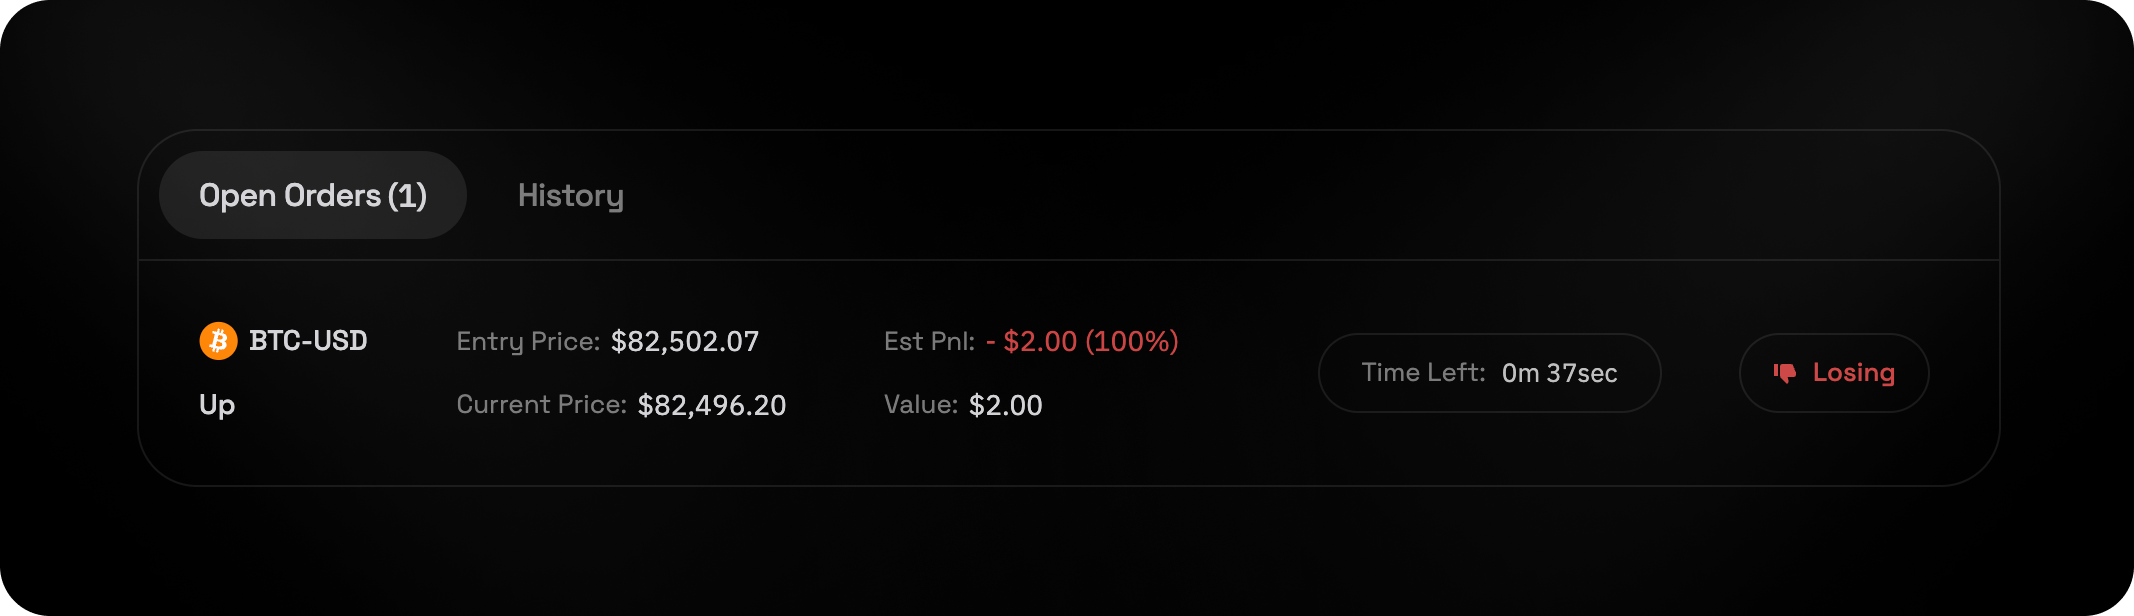 Open Orders (1) History
BTC-USD Entry Price: $82,502.07 Est Pnl: - $2.00 (100%)
Time Left: 0m 37sec Losing
Up Current Price: $82,496.20 Value: $2.00